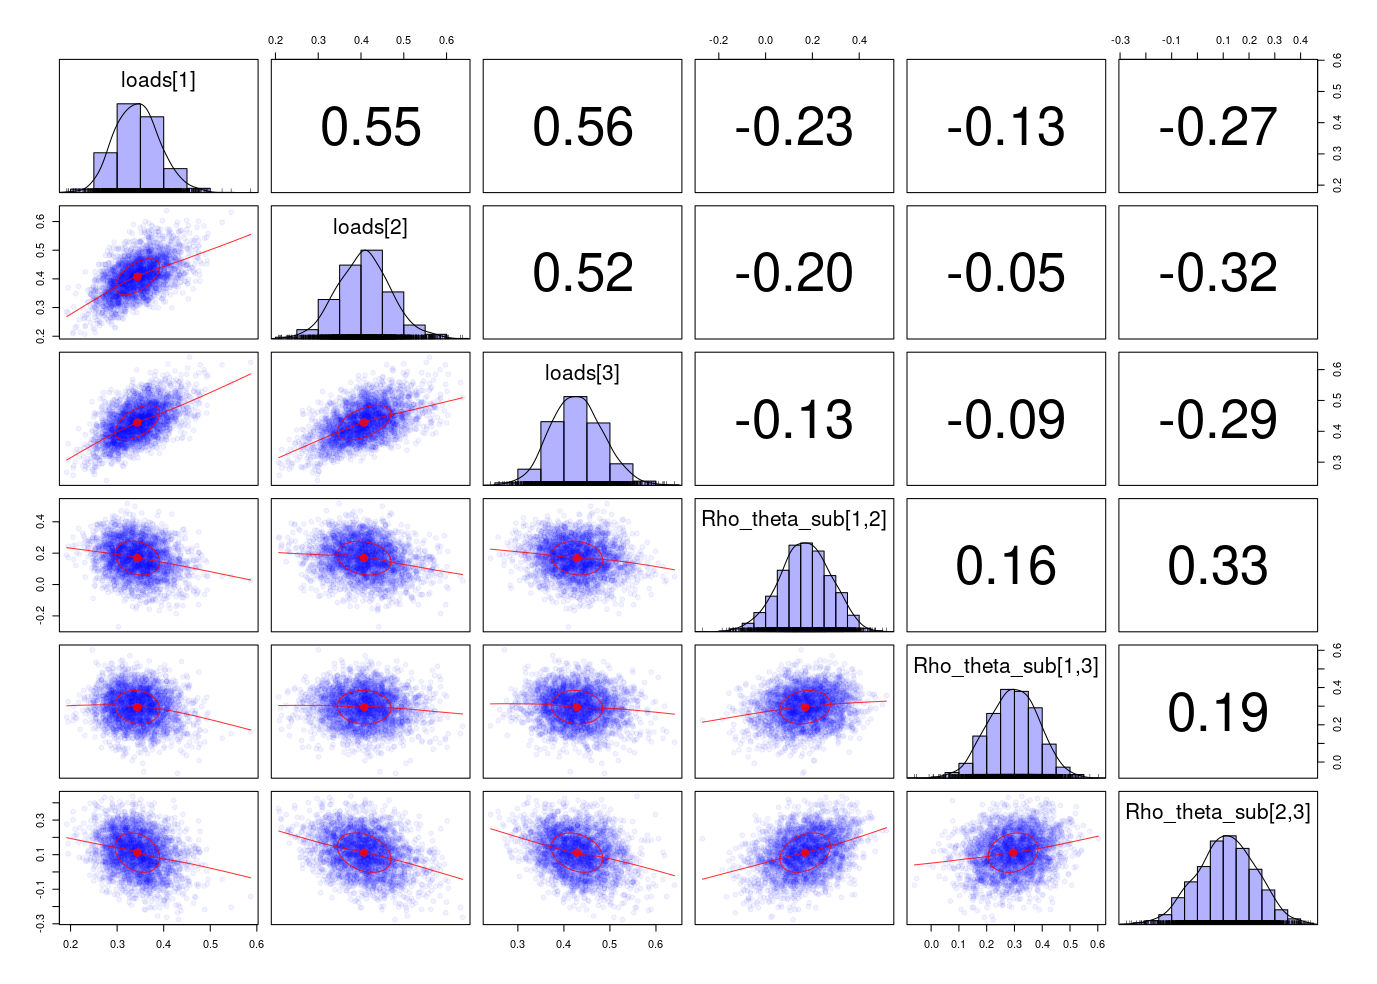 0.2 0.3 0.4 0.5 0.6
-0.2 0.0 0.2 0.4
-0.3 -0.1 0.1 0.2 0.3 0.4
loads[1]
0.55
0.56
-0.23
-0.13
-0.27
0.2 0.3 0.4 0.5 0.6
0.2 0.3 0.4 0.5 0.6
loads[2]
0.52
-0.20
-0.05
-0.32
loads[3]
-0.13
-0.09
-0.29
0.3 0.4 0.5 0.6
-0.2 0.0 0.2 0.4
Rho_theta_sub[1,2]
0.16
0.33
Rho_theta_sub[1,3]
0.19
0.0 0.2 0.4 0.6
-0.3 -0.1 0.1 0.3
Rho_theta_sub[2,3]
0.2 0.3 0.4 0.5 0.6
0.3 0.4 0.5 0.6
0.0 0.1 0.2 0.3 0.4 0.5 0.6